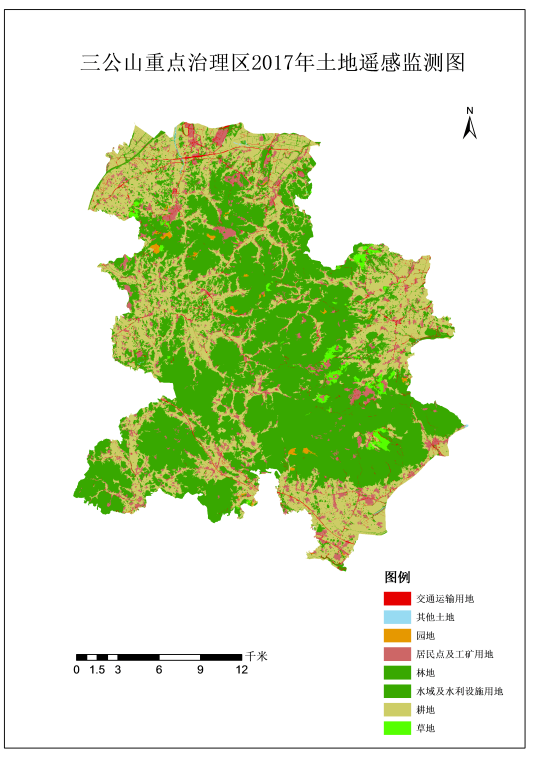 三公山重点治理区2017年土地遥感监测图
N
图例
交通运输用地
其他土地
园地
居民点及工矿用地
林地
水域及水利设施用地
耕地
草地
千米
0 1.5 3 6 9 12